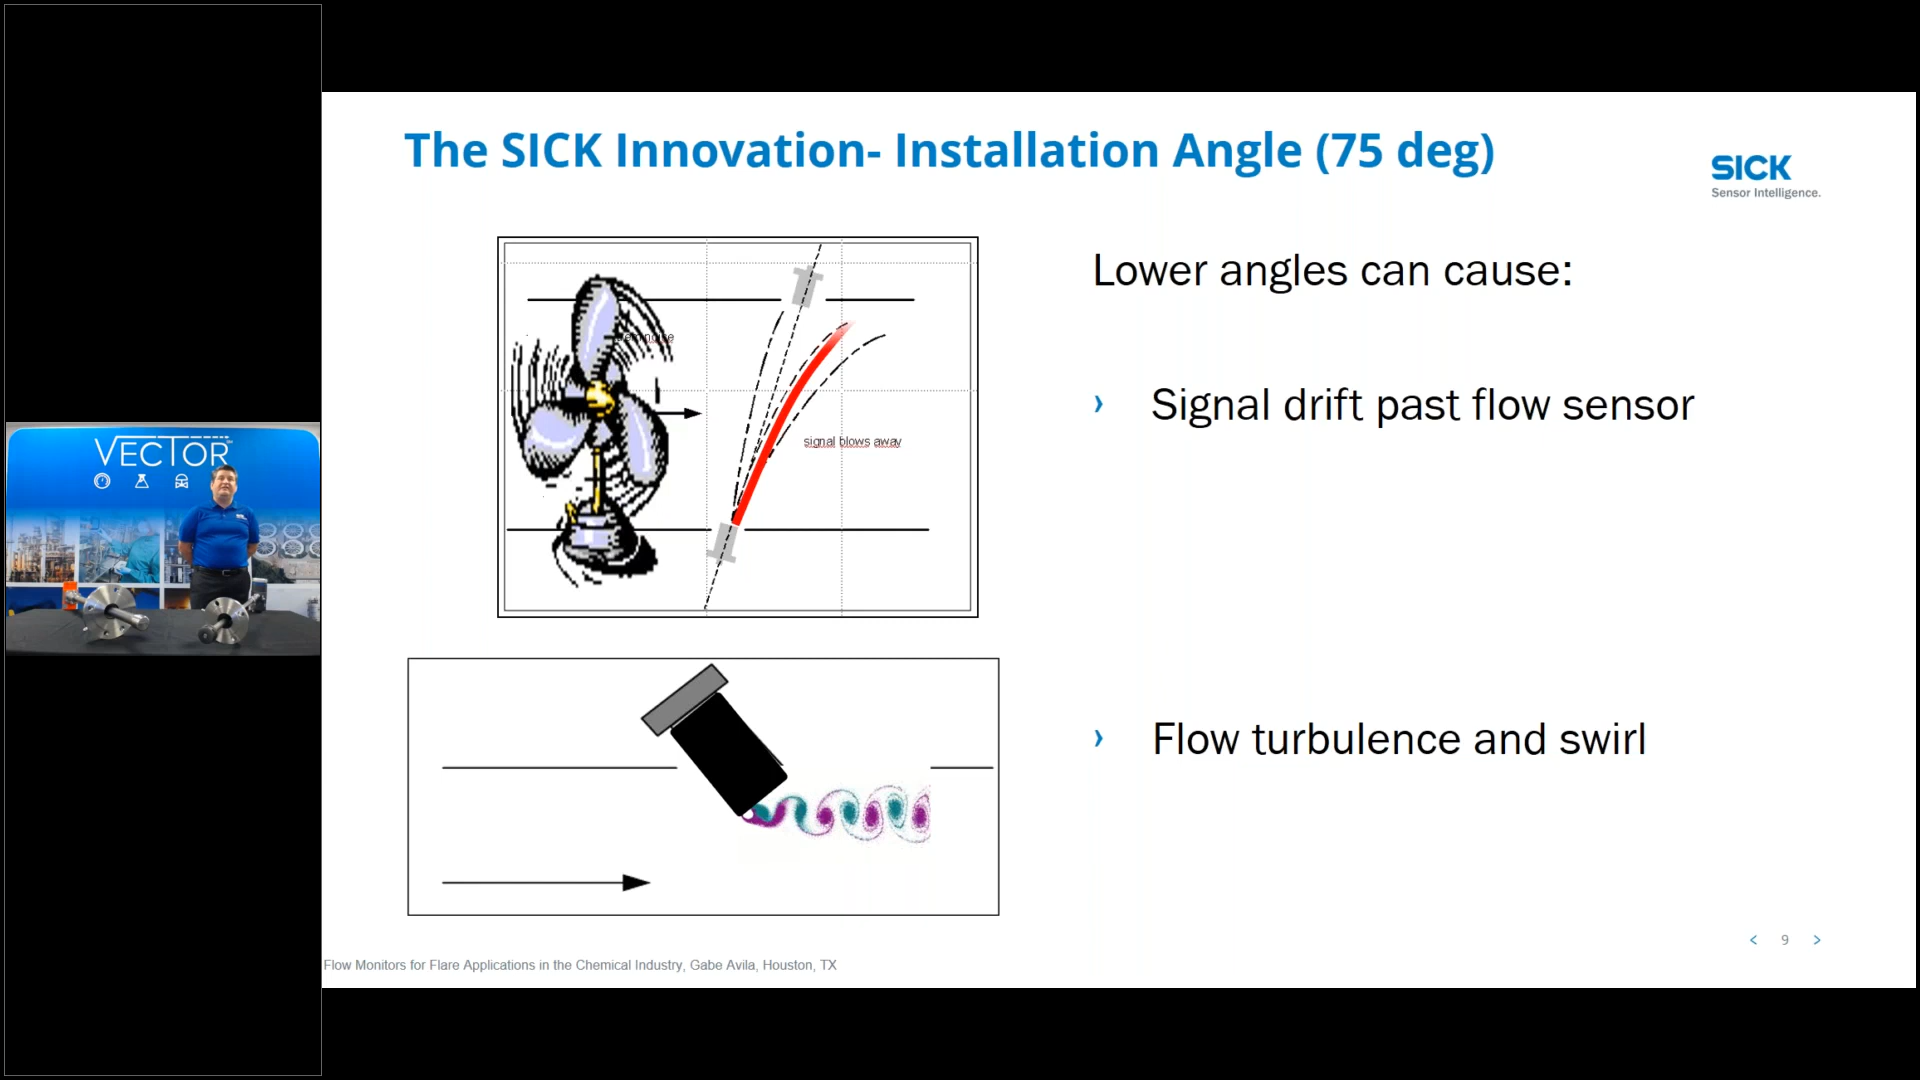 The SICK Innovation- Installation Angle (75 deg)
SICK
Sensor Intelligence.
Lower angles can cause:
signal blows away
› Signal drift past flow sensor
› Flow turbulence and swirl
VECTOR
< 9 >
Flow Monitors for Flare Applications in the Chemical Industry, Gabe Avila, Houston, TX